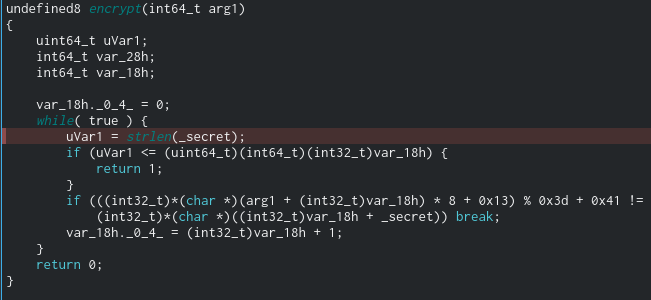 undefined8 encrypt(int64_t arg1)
{
    uint64_t uVar1;
    int64_t var_28h;
    int64_t var_18h;

    var_18h._0_4_ = 0;
    while( true ) {
        uVar1 = strlen(_secret);
        if (uVar1 <= (uint64_t)(int64_t)(int32_t)var_18h) {
            return 1;
        }
        if (((int32_t)*(char *)(arg1 + (int32_t)var_18h) * 8 + 0x13) % 0x3d + 0x41 !=
            (int32_t)*(char *)((int32_t)var_18h + _secret)) break;
        var_18h._0_4_ = (int32_t)var_18h + 1;
    }
    return 0;
}